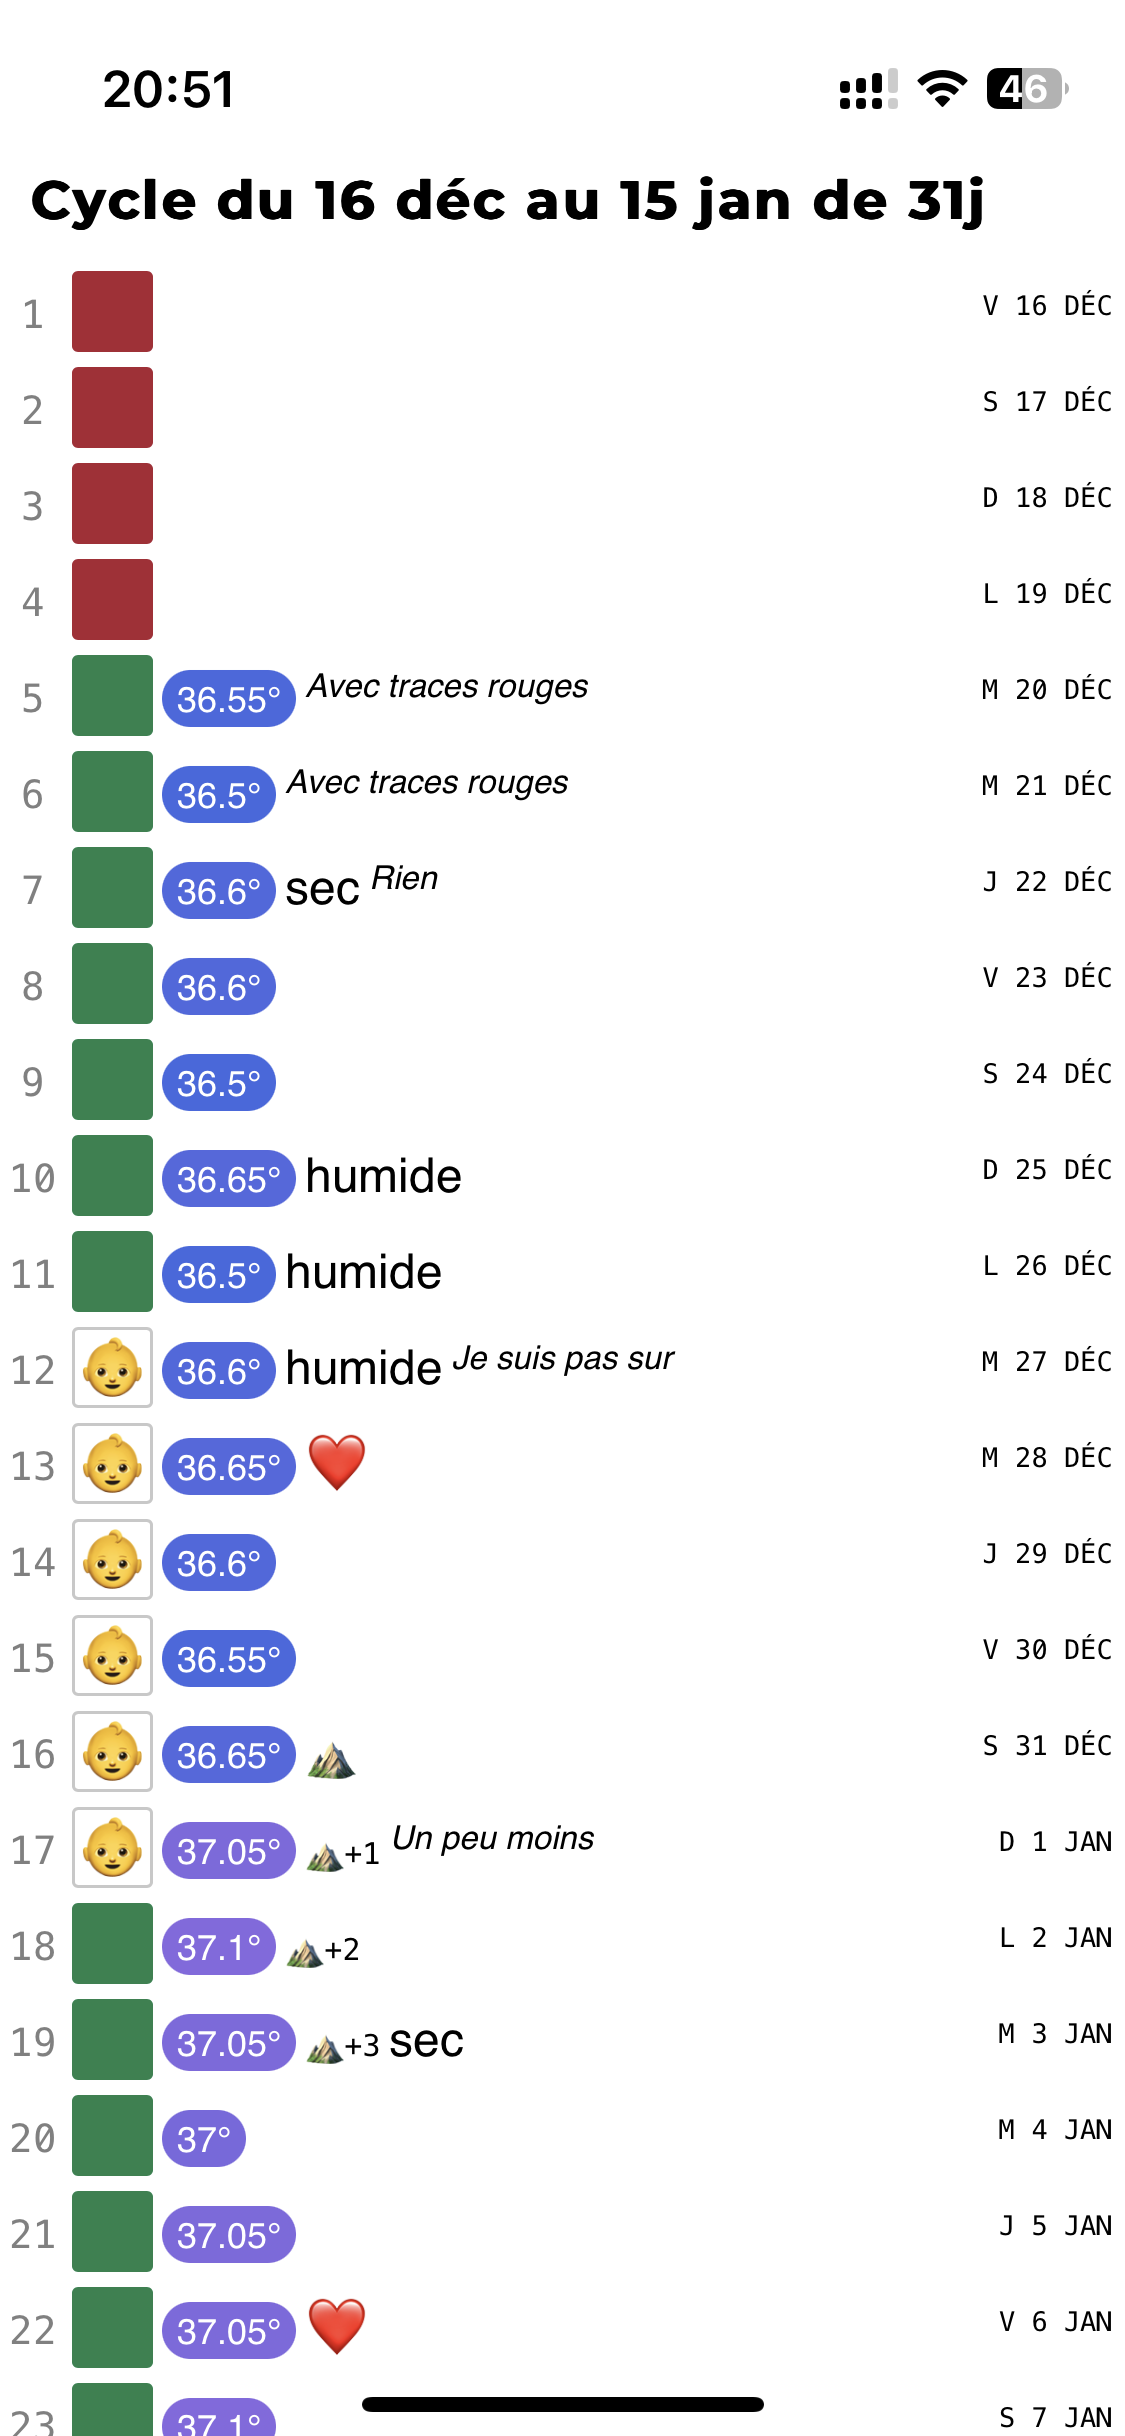 20:51 46
Cycle du 16 déc au 15 jan de 31j
1 V 16 DÉC
2 S 17 DÉC
3 D 18 DÉC
4 L 19 DÉC
5 36.55° Avec traces rouges M 20 DÉC
6 36.5° Avec traces rouges M 21 DÉC
7 36.6° sec Rien J 22 DÉC
8 36.6° V 23 DÉC
9 36.5° S 24 DÉC
10 36.65° humide D 25 DÉC
11 36.5° humide L 26 DÉC
12 36.6° humide Je suis pas sur M 27 DÉC
13 36.65° M 28 DÉC
14 36.6° J 29 DÉC
15 36.55° V 30 DÉC
16 36.65° S 31 DÉC
17 37.05° +1 Un peu moins D 1 JAN
18 37.1° +2 L 2 JAN
19 37.05° +3 sec M 3 JAN
20 37° M 4 JAN
21 37.05° J 5 JAN
22 37.05° V 6 JAN
23 37.1° S 7 JAN